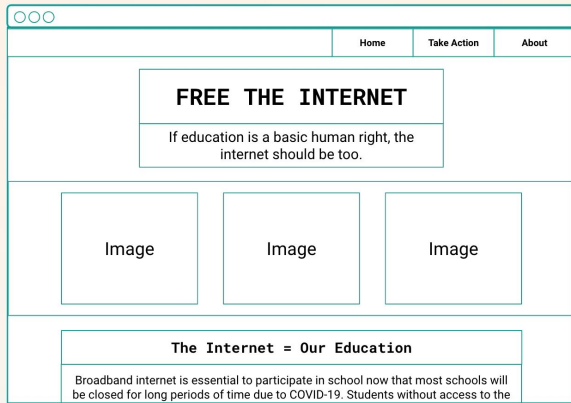 Home Take Action About
FREE THE INTERNET
If education is a basic human right, the
internet should be too.
Image Image Image
The Internet = Our Education
Broadband internet is essential to participate in school now that most schools will
be closed for long periods of time due to COVID-19. Students without access to the